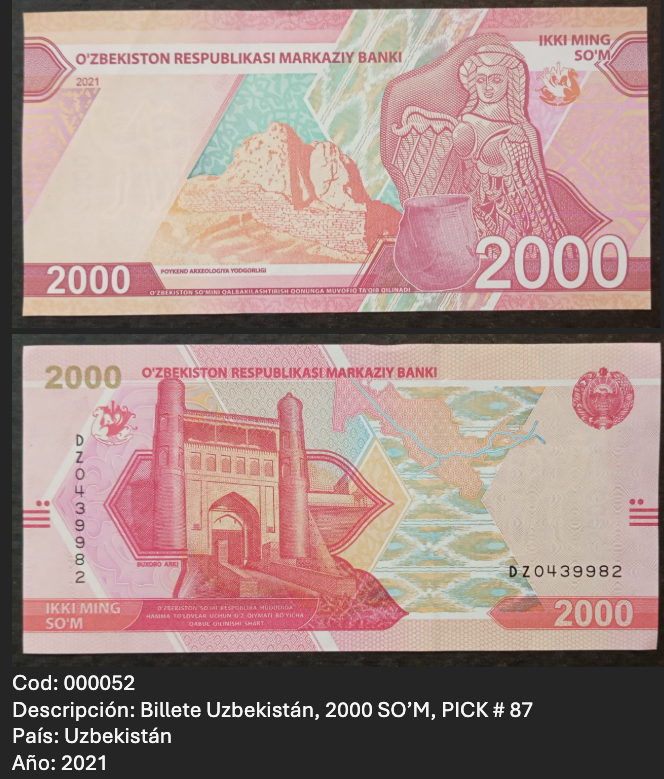 O'ZBEKISTON RESPUBLIKASI MARKAZIY BANKI
IKKI MING
SO'M
2021
POYKEND ARXEOLOGIYA YODGORLIGI
2000
2000
O'ZBEKISTON SO'MINI QALBAKILASHTIRISH QONUNGA MUVOFIQ TA'QIB QILINADI
2000
O'ZBEKISTON RESPUBLIKASI MARKAZIY BANKI
DZ0439982
BUXORO ARKI
DZ0439982
IKKI MING
SO'M
O'ZBEKISTON SO'MI RESPUBLIKA HUDUDIDA
HAMMA TO'LOVLAR UCHUN O'Z QIYMATI BO'YICHA
QABUL QILINISHI SHART
2000
Cod: 000052
Descripción: Billete Uzbekistán, 2000 SO’M, PICK # 87
País: Uzbekistán
Año: 2021